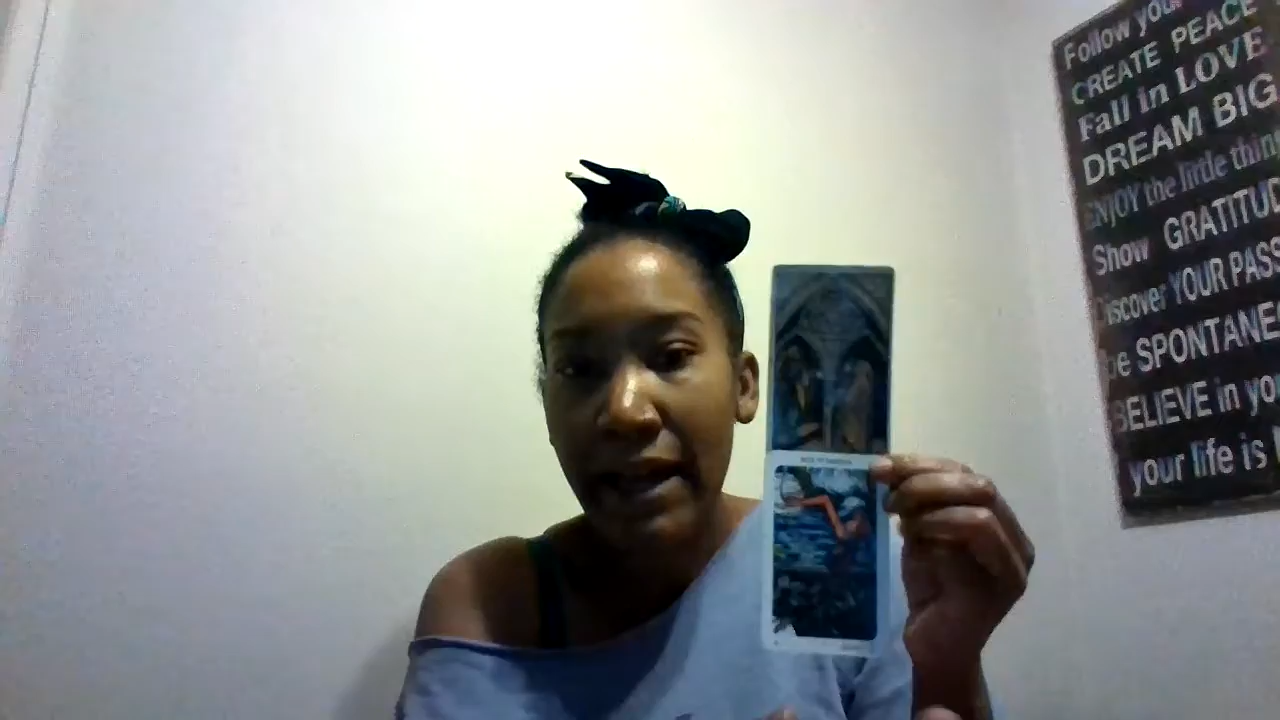 Follow your
CREATE PEACE
Fall in LOVE
DREAM BIG
ENJOY the little thin
Show GRATITUD
Discover YOUR PASS
be SPONTANE
BELIEVE in yo
your life is